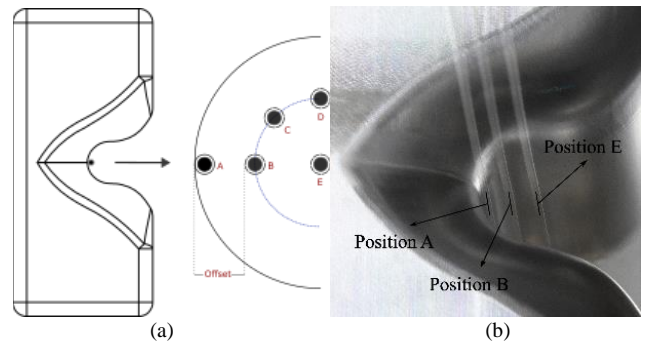 D
C
A
B
E
Offset
Position E
Position A
Position B
(a)
(b)